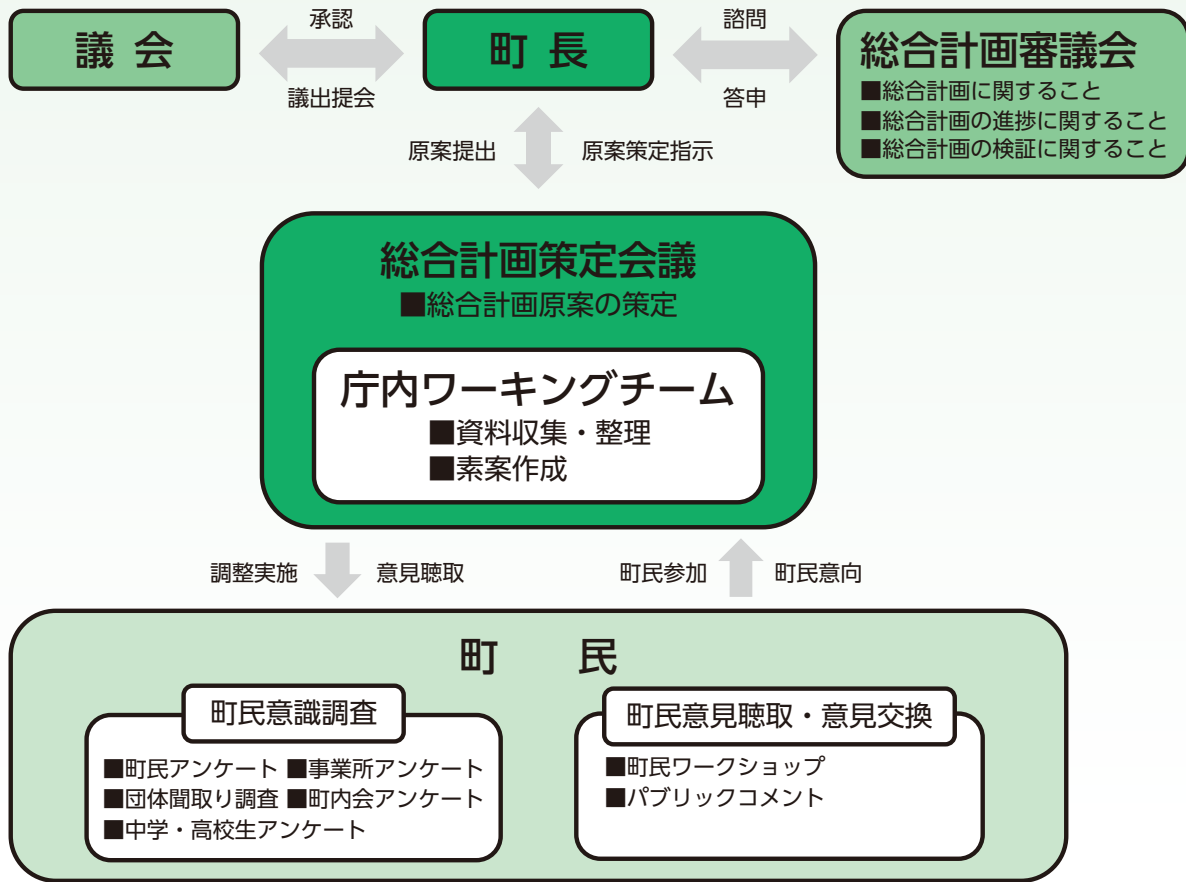 承認
諮問
議 会
町 長
総合計画審議会
■総合計画に関すること
■総合計画の進捗に関すること
■総合計画の検証に関すること
議出提会
答申
原案提出
原案策定指示
総合計画策定会議
■総合計画原案の策定
庁内ワーキングチーム
■資料収集・整理
■素案作成
調整実施
意見聴取
町民参加
町民意向
町 民
町民意識調査
■町民アンケート ■事業所アンケート
■団体聞取り調査 ■町内会アンケート
■中学・高校生アンケート
町民意見聴取・意見交換
■町民ワークショップ
■パブリックコメント